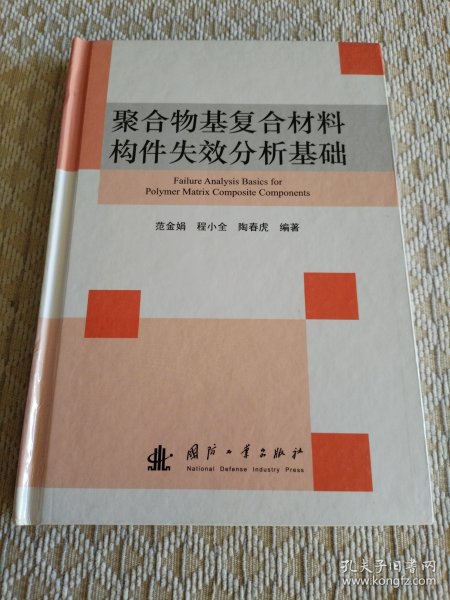 聚合物基复合材料
构件失效分析基础
Failure Analysis Basics for
Polymer Matrix Composite Components
范金娟 程小全 陶春虎 编著
国防工业出版社
National Defense Industry Press
孔夫子旧书网
www.kongfz.com